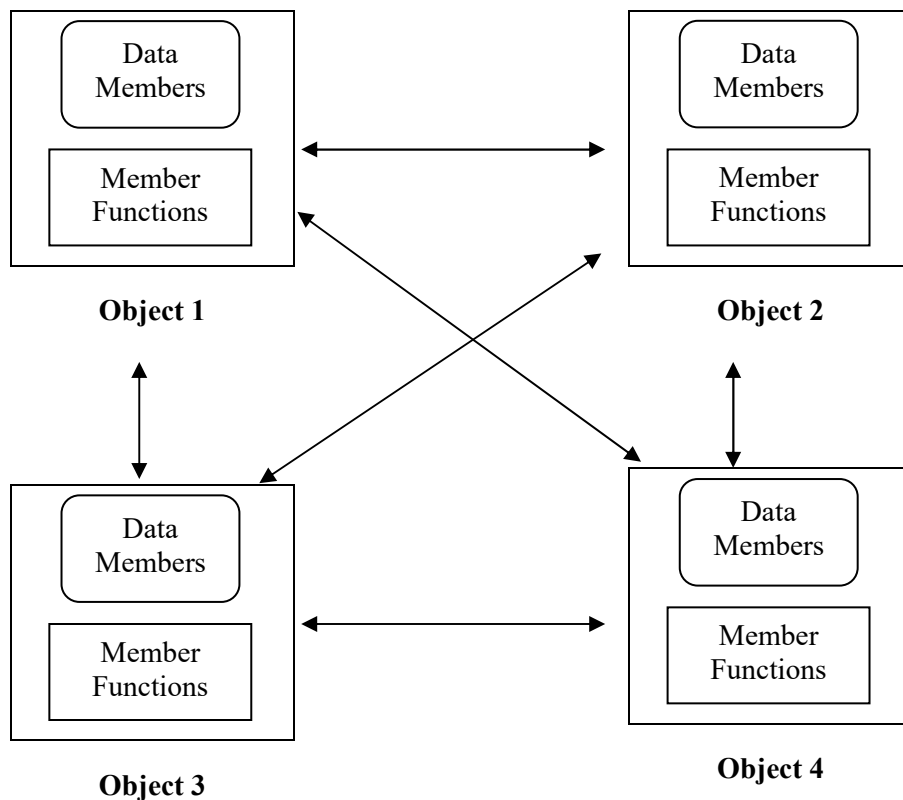 Data
Members
Member
Functions
Object 1
Data
Members
Member
Functions
Object 2
Data
Members
Member
Functions
Object 3
Data
Members
Member
Functions
Object 4